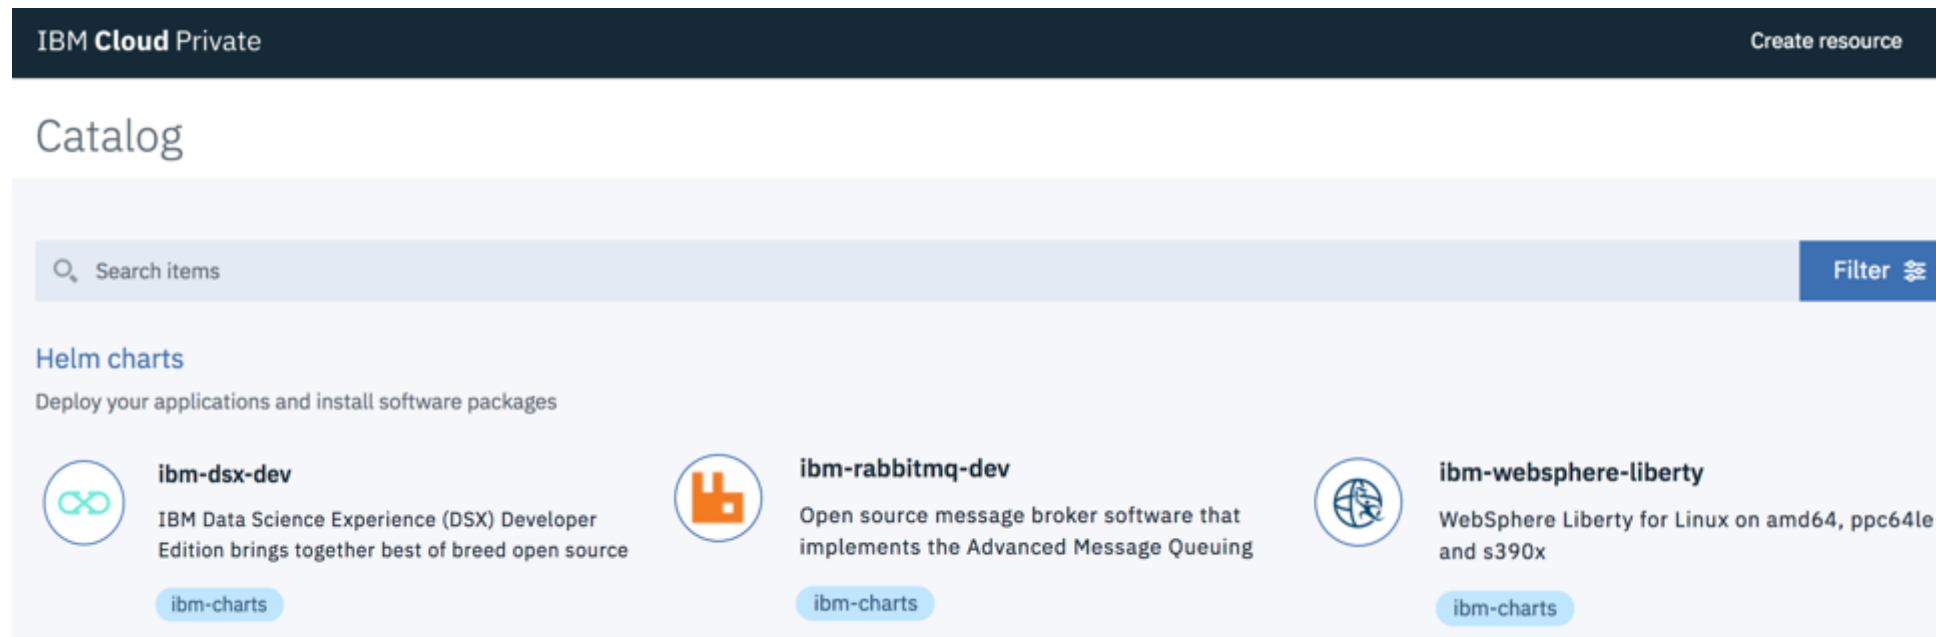 IBM Cloud Private
Create resource
Catalog
Search items
Filter
Helm charts
Deploy your applications and install software packages
ibm-dsx-dev
IBM Data Science Experience (DSX) Developer
Edition brings together best of breed open source
ibm-charts
ibm-rabbitmq-dev
Open source message broker software that
implements the Advanced Message Queuing
ibm-charts
ibm-websphere-liberty
WebSphere Liberty for Linux on amd64, ppc64le
and s390x
ibm-charts